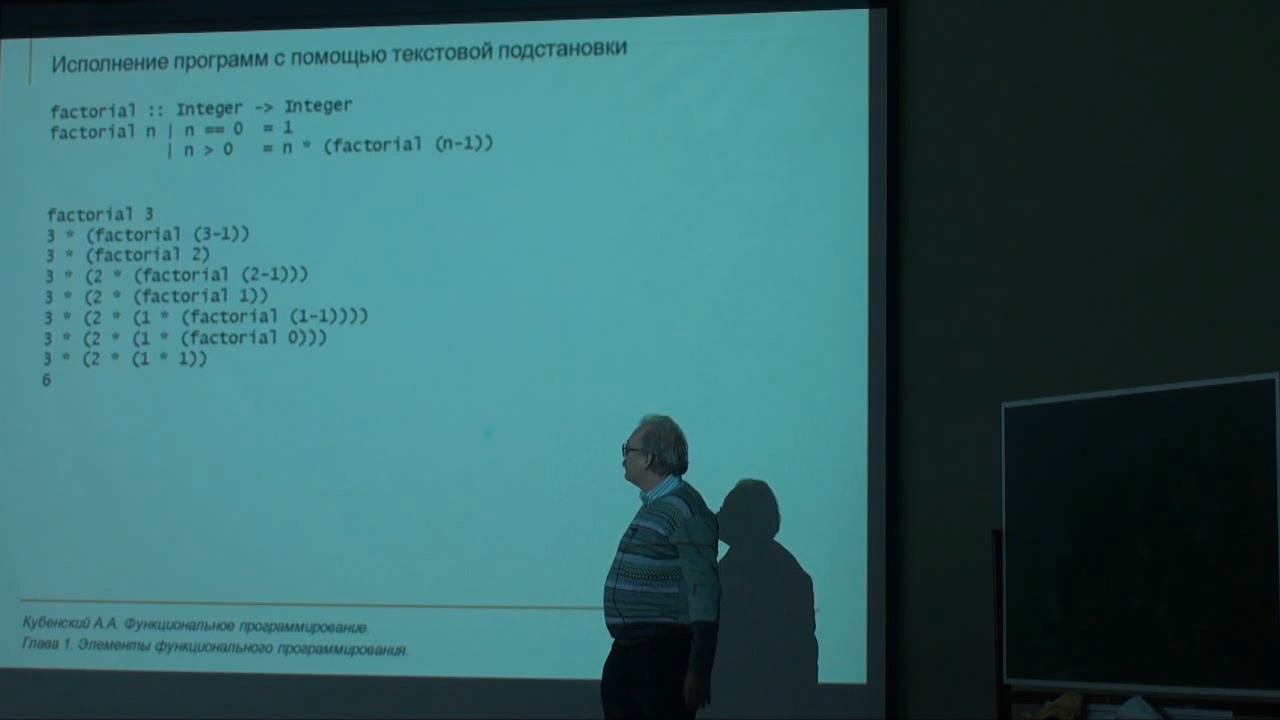 Исполнение программ с помощью текстовой подстановки
factorial :: Integer -> Integer
factorial n | n == 0 = 1
| n > 0 = n * (factorial (n-1))
factorial 3
3 * (factorial (3-1))
3 * (factorial 2)
3 * (2 * (factorial (2-1)))
3 * (2 * (factorial 1))
3 * (2 * (1 * (factorial (1-1))))
3 * (2 * (1 * (factorial 0)))
3 * (2 * (1 * 1))
6
Кубенский А.А. Функциональное программирование.
Глава 1. Элементы функционального программирования.